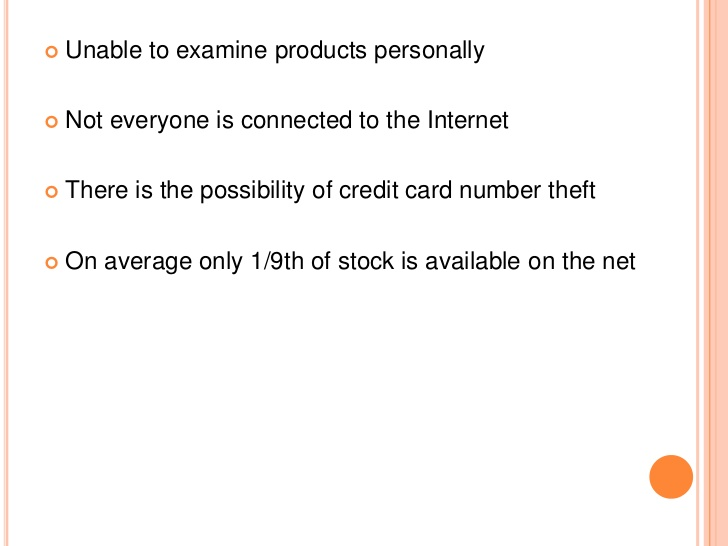 Unable to examine products personally
Not everyone is connected to the Internet
There is the possibility of credit card number theft
On average only 1/9th of stock is available on the net